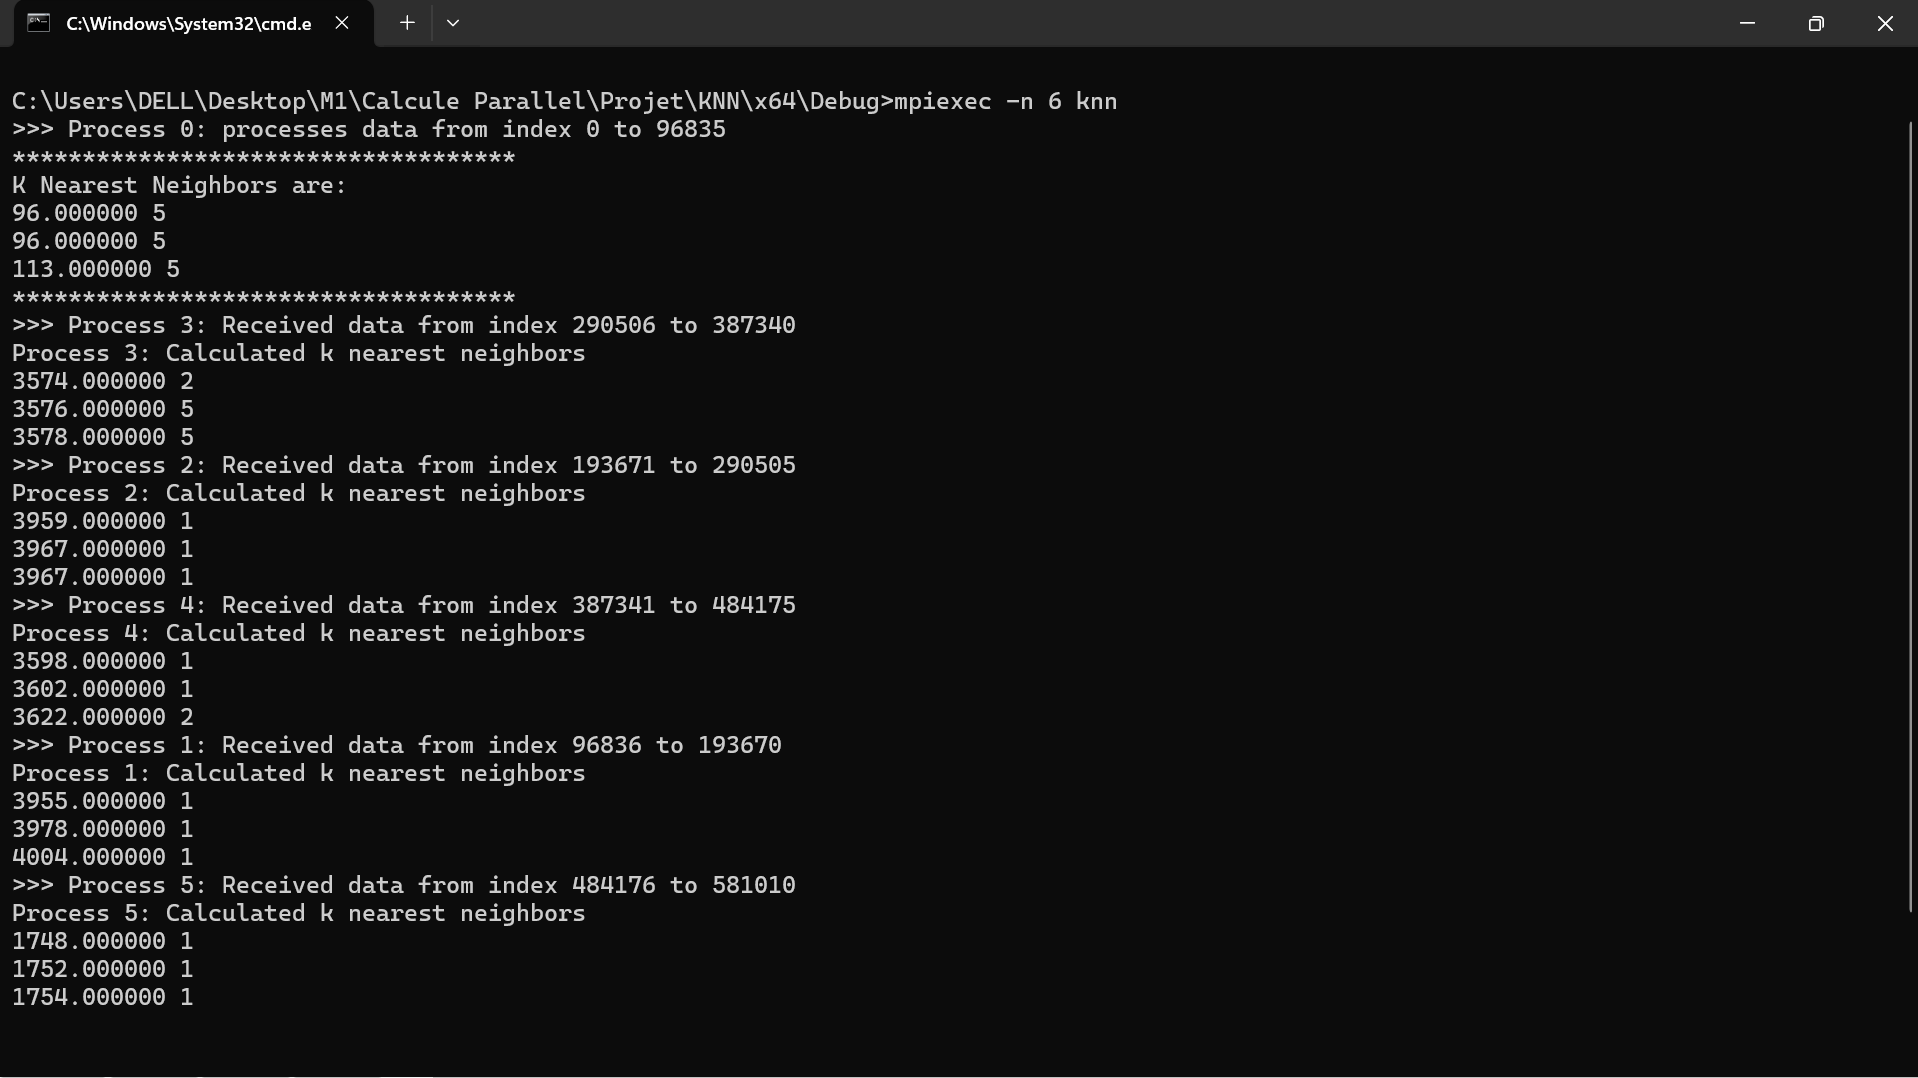 C:\Windows\System32\cmd.e
C:\Users\DELL\Desktop\M1\Calcule Parallel\Projet\KNN\x64\Debug>mpiexec -n 6 knn
>>> Process 0: processes data from index 0 to 96835
************************************
K Nearest Neighbors are:
96.000000 5
96.000000 5
113.000000 5
************************************
>>> Process 3: Received data from index 290506 to 387340
Process 3: Calculated k nearest neighbors
3574.000000 2
3576.000000 5
3578.000000 5
>>> Process 2: Received data from index 193671 to 290505
Process 2: Calculated k nearest neighbors
3959.000000 1
3967.000000 1
3967.000000 1
>>> Process 4: Received data from index 387341 to 484175
Process 4: Calculated k nearest neighbors
3598.000000 1
3602.000000 1
3622.000000 2
>>> Process 1: Received data from index 96836 to 193670
Process 1: Calculated k nearest neighbors
3955.000000 1
3978.000000 1
4004.000000 1
>>> Process 5: Received data from index 484176 to 581010
Process 5: Calculated k nearest neighbors
1748.000000 1
1752.000000 1
1754.000000 1